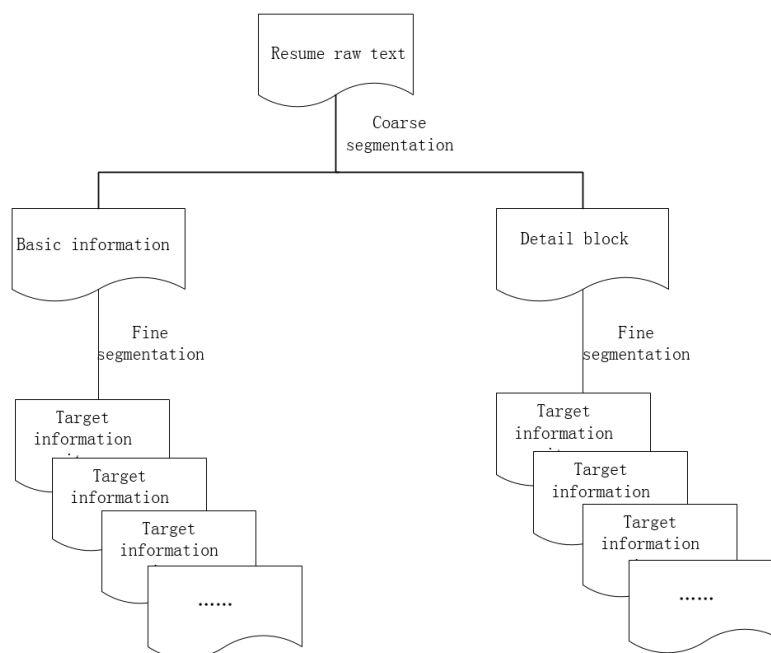 Resume raw text
Coarse
segmentation
Basic information
Detail block
Fine
segmentation
Fine
segmentation
Target
information
Target
information
Target
information
……
Target
information
Target
information
Target
information
……